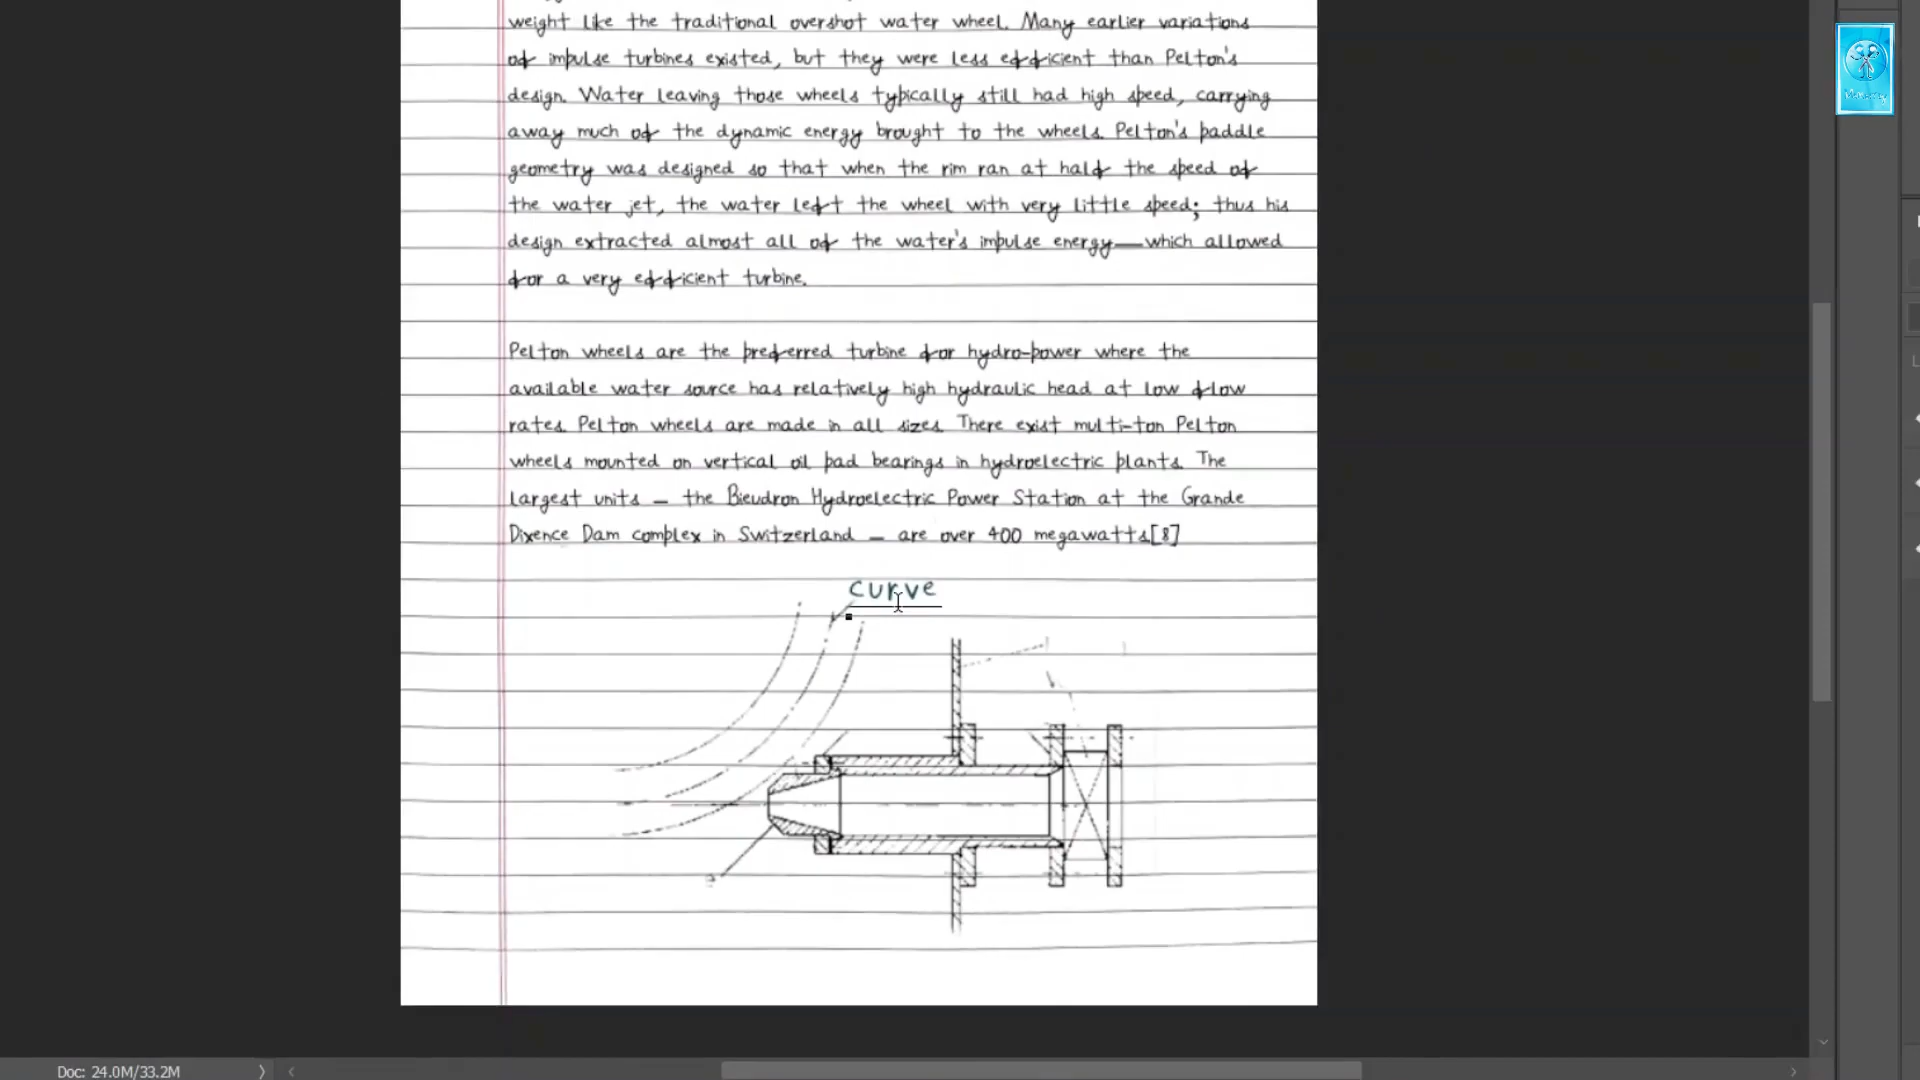 weight like the traditional overshot water wheel. Many earlier variations
of impulse turbines existed, but they were less efficient than Pelton's
design. Water leaving those wheels typically still had high speed, carrying
away much of the dynamic energy brought to the wheels. Pelton's paddle
geometry was designed so that when the rim ran at half the speed of
the water jet, the water left the wheel with very little speed; thus his
design extracted almost all of the water's impulse energy—which allowed
for a very efficient turbine.
Pelton wheels are the preferred turbine for hydro-power where the
available water source has relatively high hydraulic head at low flow
rates. Pelton wheels are made in all sizes. There exist multi-ton Pelton
wheels mounted on vertical oil pad bearings in hydroelectric plants. The
largest units – the Bieudron Hydroelectric Power Station at the Grande
Dixence Dam complex in Switzerland – are over 400 megawatts[8]
curve
Doc: 24.0M/33.2M